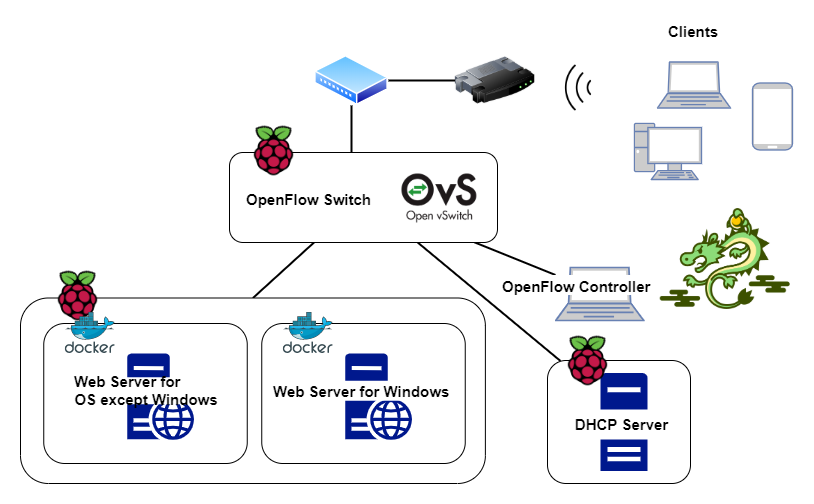 Clients
OpenFlow Switch
OvS
Open vSwitch
OpenFlow Controller
docker
docker
Web Server for
OS except Windows
Web Server for Windows
DHCP Server